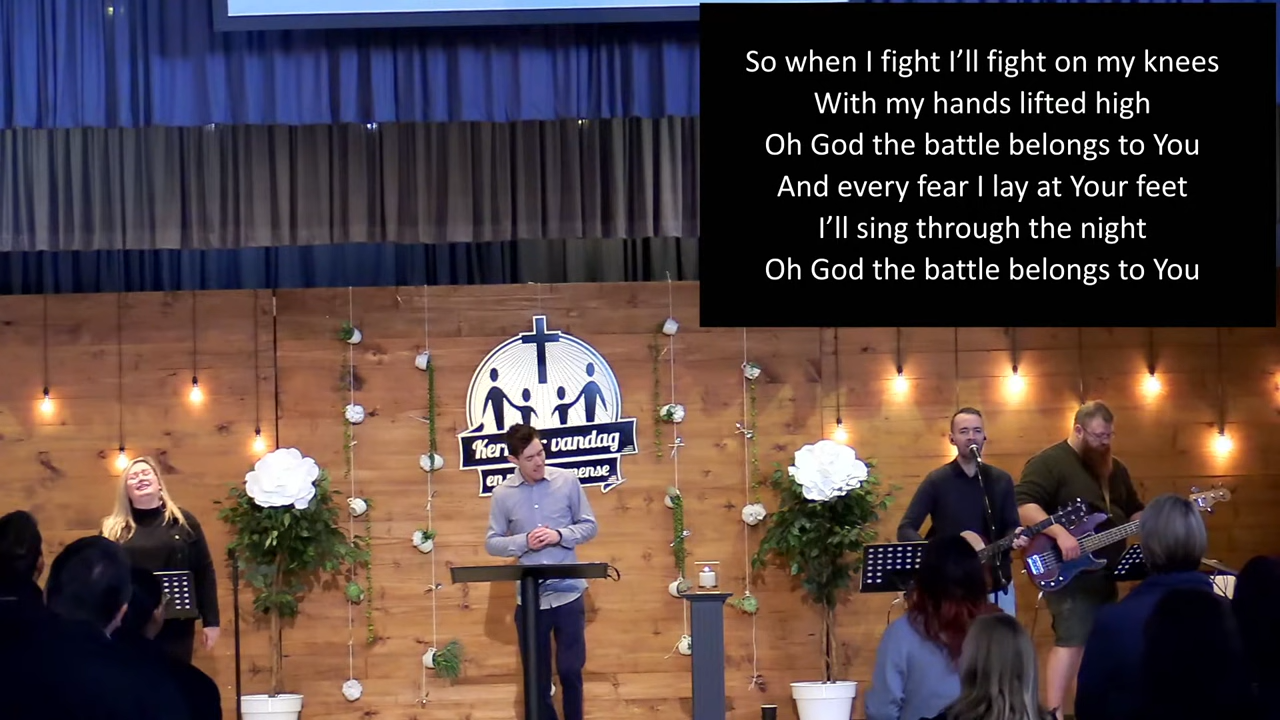 So when I fight I’ll fight on my knees
With my hands lifted high
Oh God the battle belongs to You
And every fear I lay at Your feet
I’ll sing through the night
Oh God the battle belongs to You
vandag
en